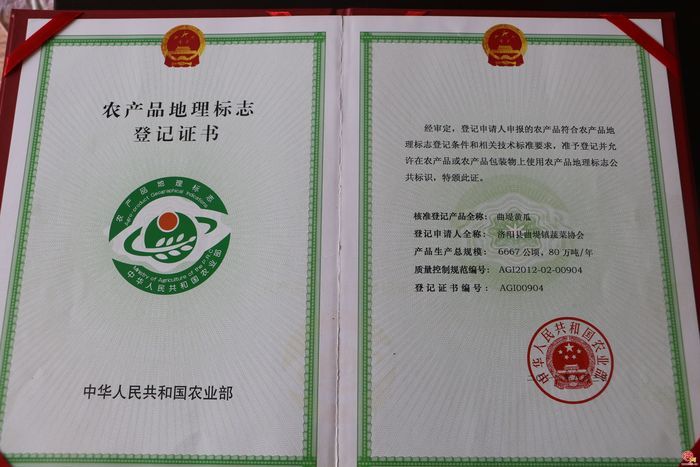 农产品地理标志
登记证书
农产品地理标志
Agro-product Geographical Indications
Ministry of Agriculture of the P.R.C
中华人民共和国农业部
中华人民共和国农业部
经审定，登记申请人申报的农产品符合农产品地
理标志登记条件和相关技术标准要求，准予登记并允
许在农产品或农产品包装物上使用农产品地理标志公
共标识，特颁此证。
核准登记产品全称：曲堤黄瓜
登记申请人全称：济阳县曲堤镇蔬菜协会
产品生产总规模：6667公顷，80万吨/年
质量控制规范编号：AGI2012-02-00904
登记证书编号：AGI00904
中华人民共和国农业部